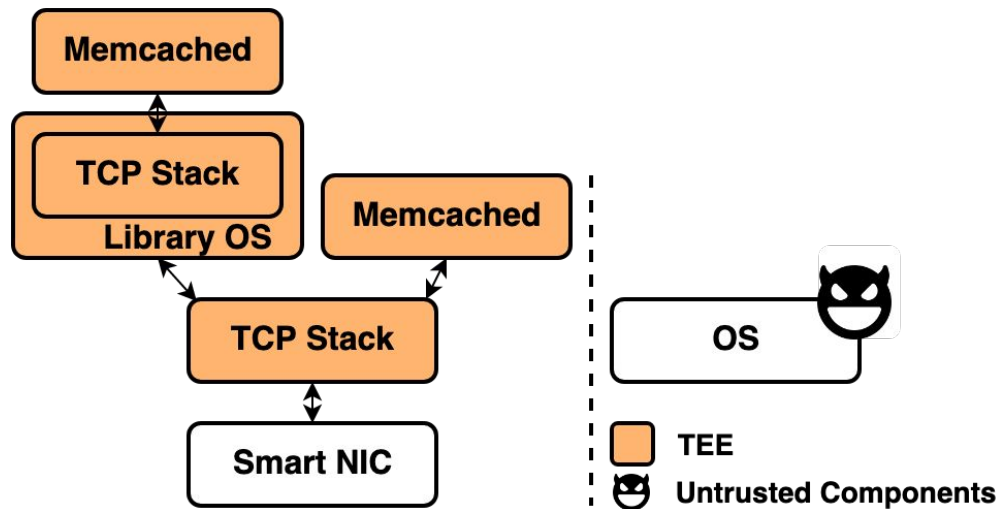 Memcached
TCP Stack
Library OS
Memcached
TCP Stack
Smart NIC
OS
TEE
Untrusted Components